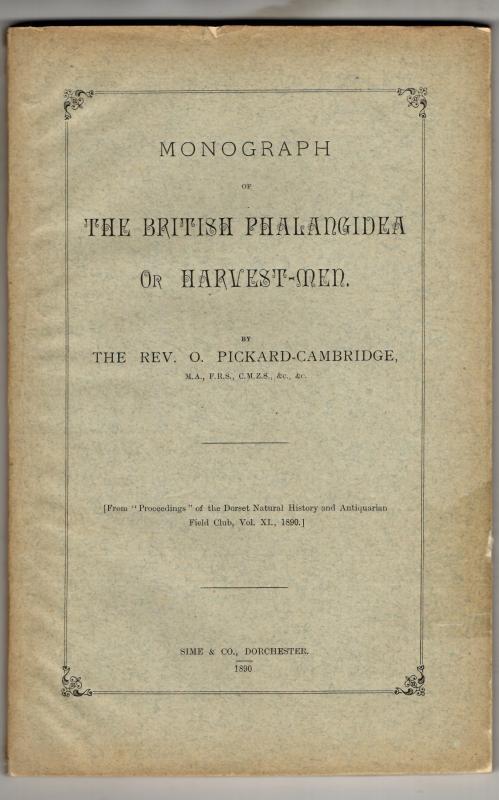 MONOGRAPH
OF
THE BRITISH PHALANGIDEA
OR HARVEST-MEN.
BY
THE REV. O. PICKARD-CAMBRIDGE,
M.A., F.R.S., C.M.Z.S., &c., &c.
[From "Proceedings" of the Dorset Natural History and Antiquarian
Field Club, Vol. XI., 1890.]
SIME & CO., DORCHESTER.
1890